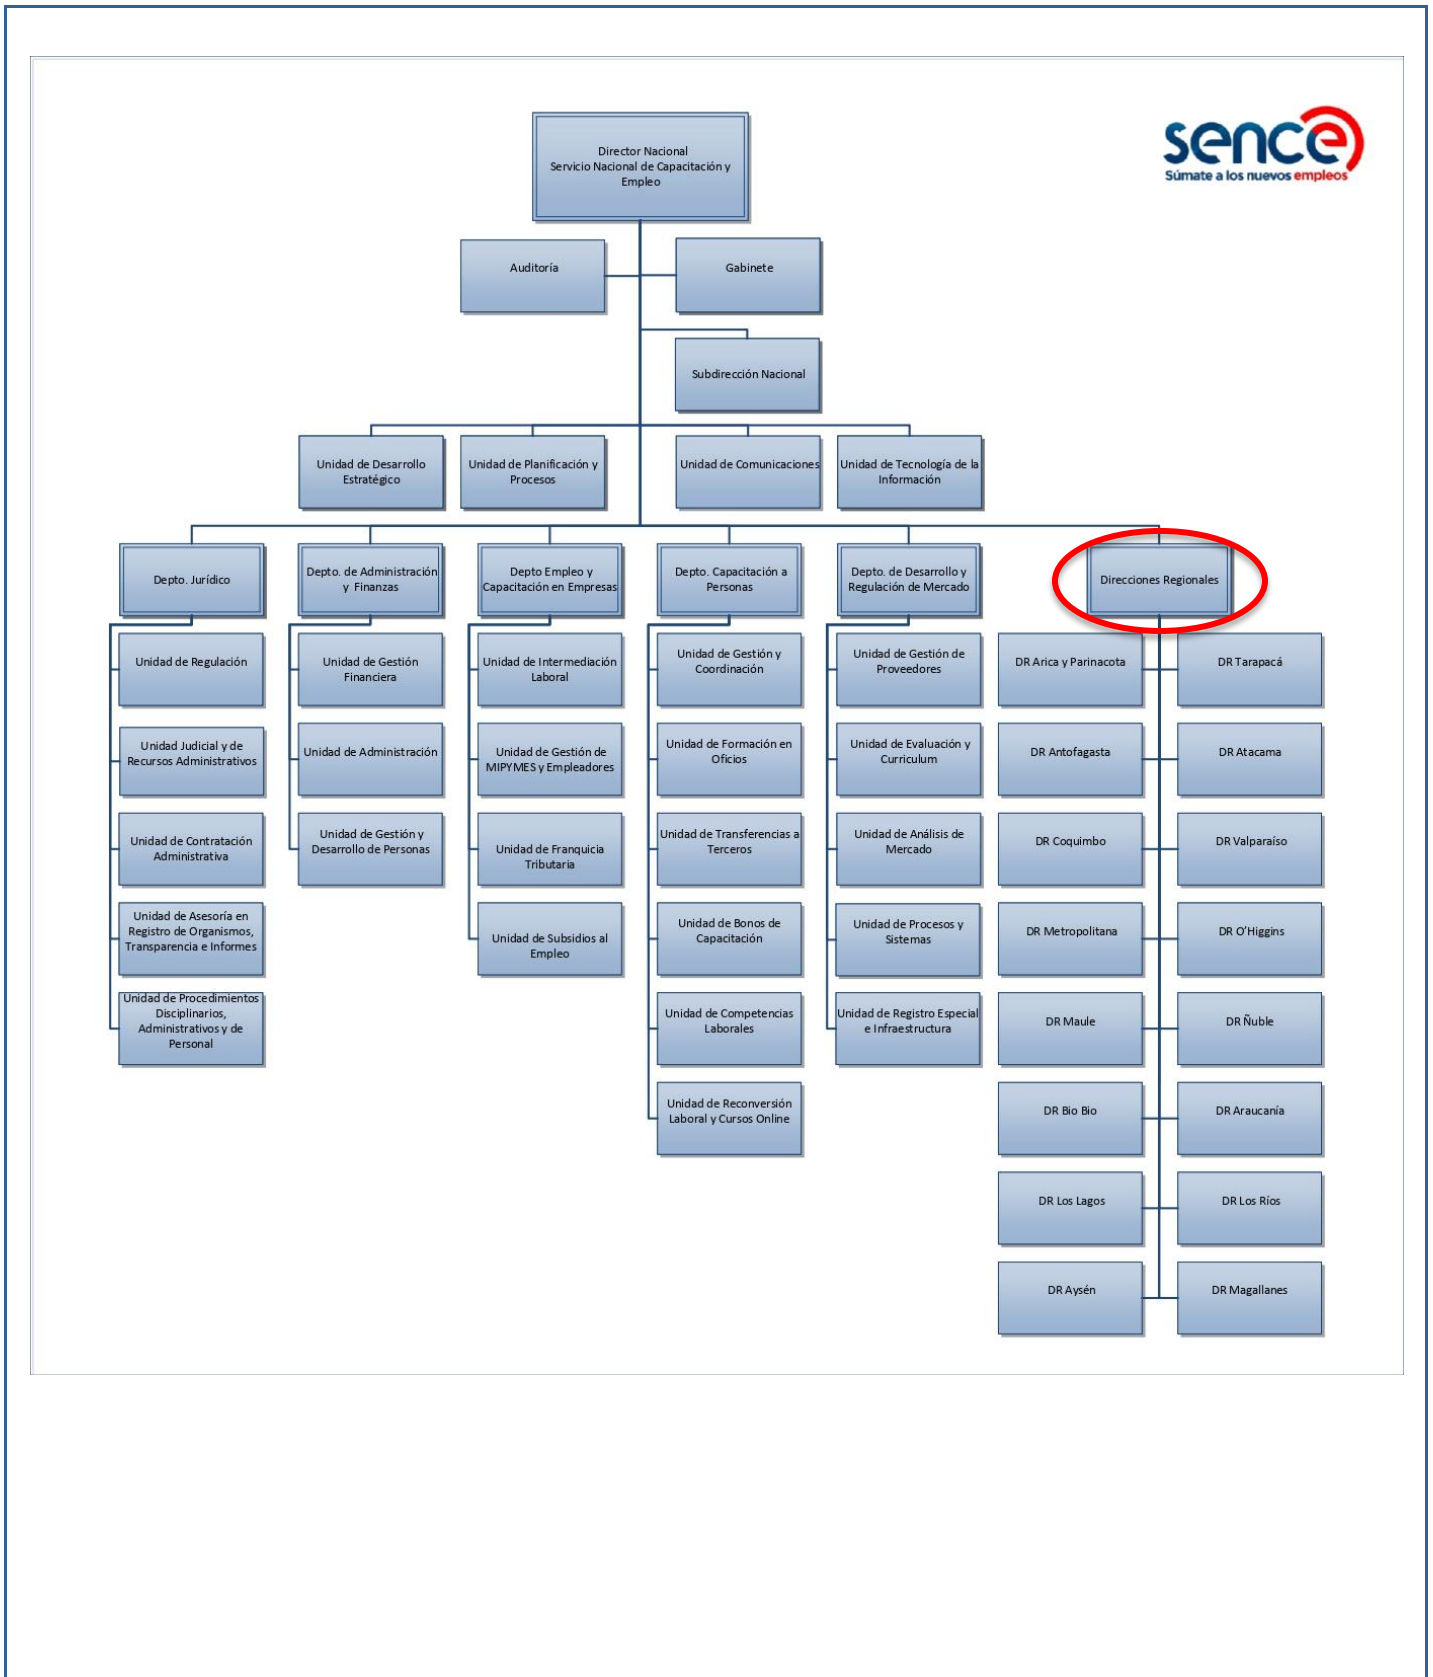 Director Nacional
Servicio Nacional de Capacitación y
Empleo
sence
Súmate a los nuevos empleos
Auditoría
Gabinete
Subdirección Nacional
Unidad de Desarrollo
Estratégico
Unidad de Planificación y
Procesos
Unidad de Comunicaciones
Unidad de Tecnología de la
Información
Depto. Jurídico
Depto. de Administración
y Finanzas
Depto Empleo y
Capacitación en Empresas
Depto. Capacitación a
Personas
Depto. de Desarrollo y
Regulación de Mercado
Direcciones Regionales
Unidad de Regulación
Unidad Judicial y de
Recursos Administrativos
Unidad de Contratación
Administrativa
Unidad de Asesoría en
Registro de Organismos,
Transparencia e Informes
Unidad de Procedimientos
Disciplinarios,
Administrativos y de
Personal
Unidad de Gestión
Financiera
Unidad de Administración
Unidad de Gestión y
Desarrollo de Personas
Unidad de Intermediación
Laboral
Unidad de Gestión de
MIPYMES y Empleadores
Unidad de Franquicia
Tributaria
Unidad de Subsidios al
Empleo
Unidad de Gestión y
Coordinación
Unidad de Formación en
Oficios
Unidad de Transferencias a
Terceros
Unidad de Bonos de
Capacitación
Unidad de Competencias
Laborales
Unidad de Reconversión
Laboral y Cursos Online
Unidad de Gestión de
Proveedores
Unidad de Evaluación y
Curriculum
Unidad de Análisis de
Mercado
Unidad de Procesos y
Sistemas
Unidad de Registro Especial
e Infraestructura
DR Arica y Parinacota
DR Tarapacá
DR Antofagasta
DR Atacama
DR Coquimbo
DR Valparaíso
DR Metropolitana
DR O’Higgins
DR Maule
DR Ñuble
DR Bio Bio
DR Araucanía
DR Los Lagos
DR Los Ríos
DR Aysén
DR Magallanes